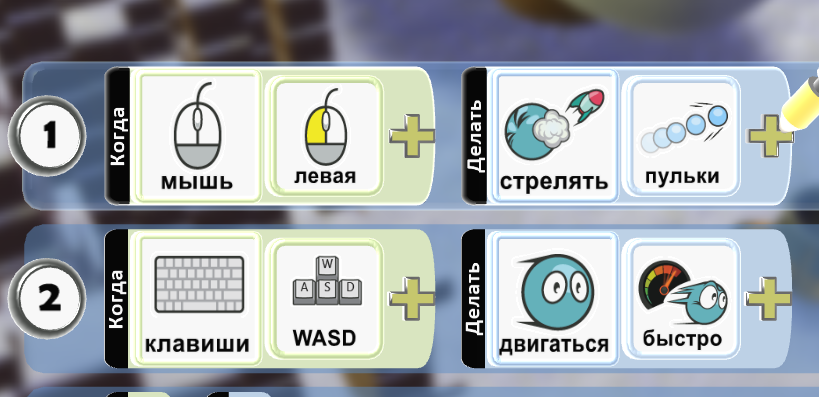 1
Когда
мышь
левая
Делать
стрелять
пульки
2
Когда
клавиши
W
A S D
WASD
Делать
двигаться
быстро